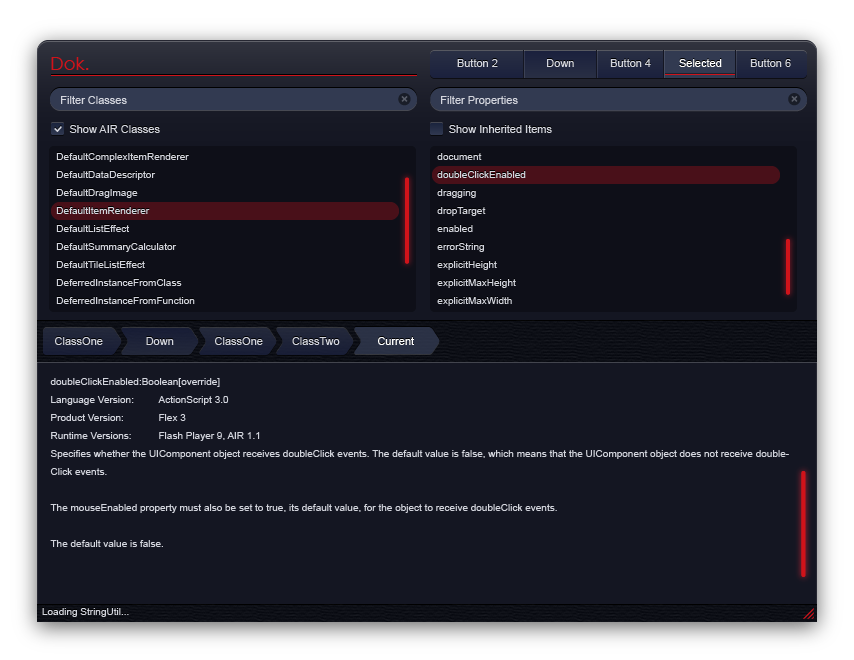 Dok.
Button 2 Down Button 4 Selected Button 6
Filter Classes
Filter Properties
Show AIR Classes
Show Inherited Items
DefaultComplexItemRenderer
DefaultDataDescriptor
DefaultDragImage
DefaultItemRenderer
DefaultListEffect
DefaultSummaryCalculator
DefaultTileListEffect
DeferredInstanceFromClass
DeferredInstanceFromFunction
document
doubleClickEnabled
dragging
dropTarget
enabled
errorString
explicitHeight
explicitMaxHeight
explicitMaxWidth
ClassOne Down ClassOne ClassTwo Current
doubleClickEnabled:Boolean[override]
Language Version: ActionScript 3.0
Product Version: Flex 3
Runtime Versions: Flash Player 9, AIR 1.1
Specifies whether the UIComponent object receives doubleClick events. The default value is false, which means that the UIComponent object does not receive double-
Click events.
The mouseEnabled property must also be set to true, its default value, for the object to receive doubleClick events.
The default value is false.
Loading StringUtil...